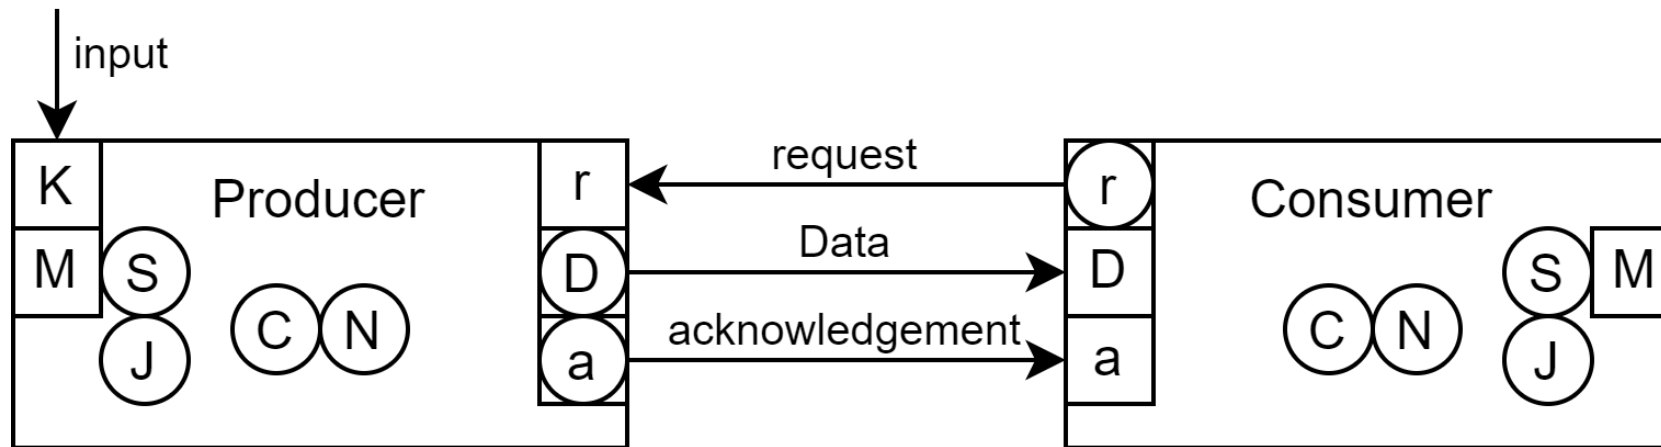 input
K
Producer
r
request
r
Consumer
M
S
D
Data
D
S
M
C
N
C
N
J
a
acknowledgement
a
J